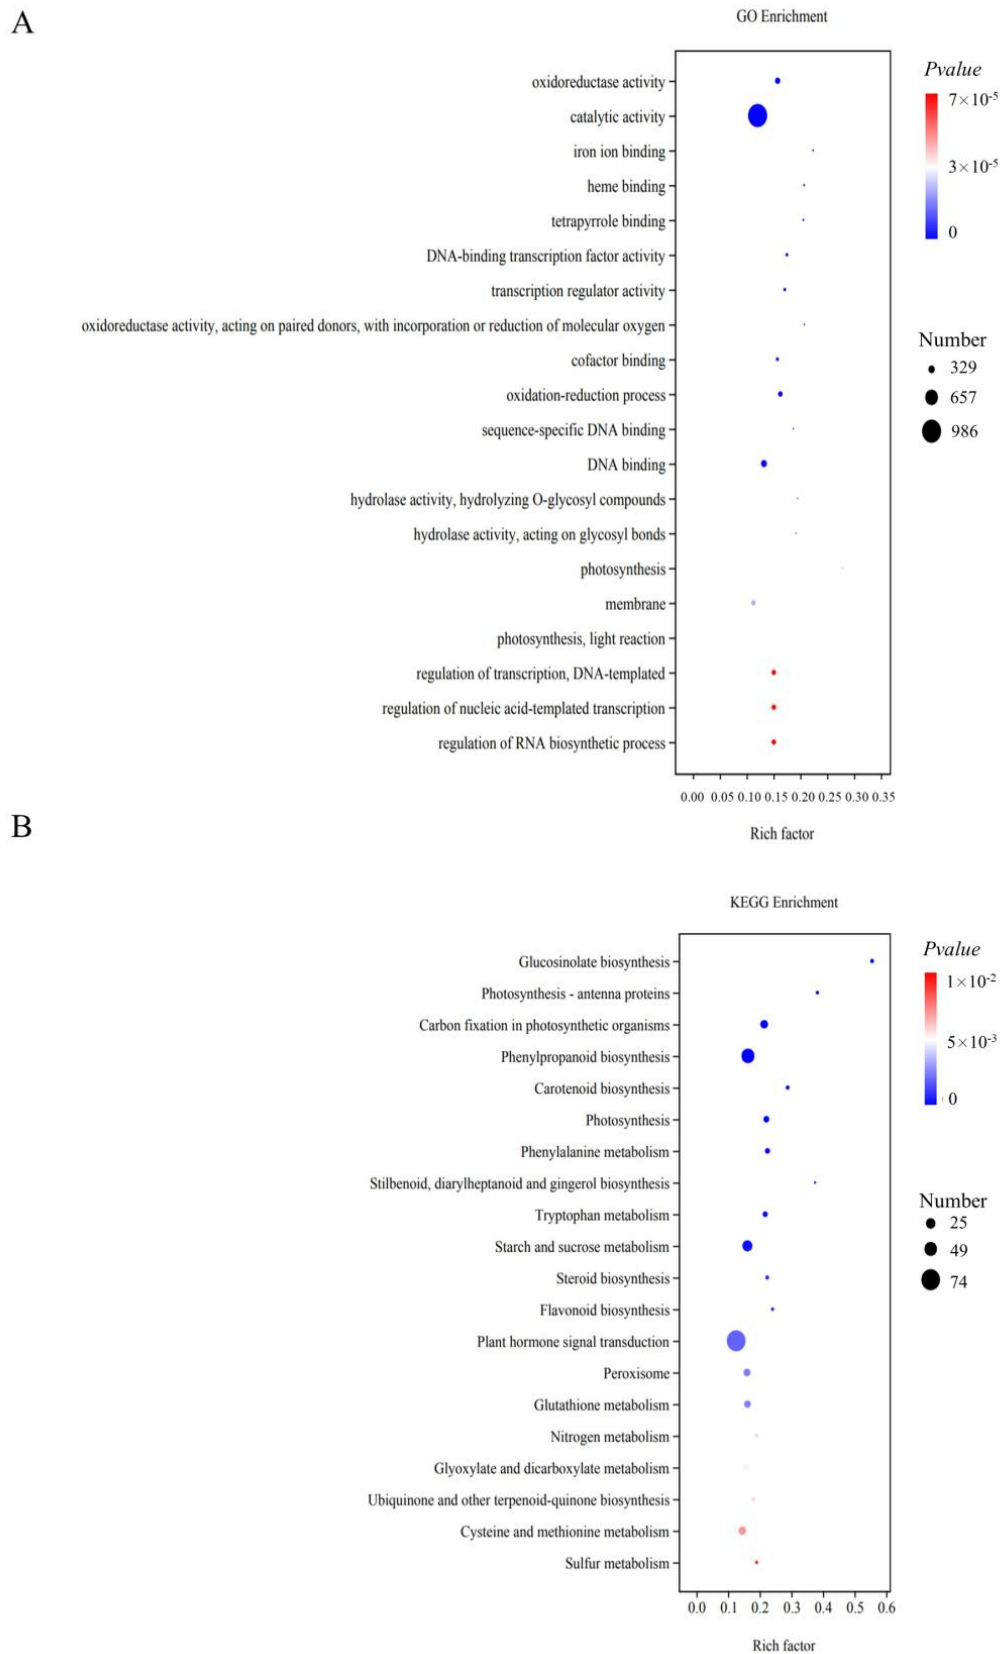 A
GO Enrichment
oxidoreductase activity
catalytic activity
iron ion binding
heme binding
tetrapyrrole binding
DNA-binding transcription factor activity
transcription regulator activity
oxidoreductase activity, acting on paired donors, with incorporation or reduction of molecular oxygen
cofactor binding
oxidation-reduction process
sequence-specific DNA binding
DNA binding
hydrolase activity, hydrolyzing O-glycosyl compounds
hydrolase activity, acting on glycosyl bonds
photosynthesis
membrane
photosynthesis, light reaction
regulation of transcription, DNA-templated
regulation of nucleic acid-templated transcription
regulation of RNA biosynthetic process
0.00 0.05 0.10 0.15 0.20 0.25 0.30 0.35
Rich factor
Pvalue
7×10⁻⁵
3×10⁻⁵
0
Number
329
657
986
B
KEGG Enrichment
Glucosinolate biosynthesis
Photosynthesis - antenna proteins
Carbon fixation in photosynthetic organisms
Phenylpropanoid biosynthesis
Carotenoid biosynthesis
Photosynthesis
Phenylalanine metabolism
Stilbenoid, diarylheptanoid and gingerol biosynthesis
Tryptophan metabolism
Starch and sucrose metabolism
Steroid biosynthesis
Flavonoid biosynthesis
Plant hormone signal transduction
Peroxisome
Glutathione metabolism
Nitrogen metabolism
Glyoxylate and dicarboxylate metabolism
Ubiquinone and other terpenoid-quinone biosynthesis
Cysteine and methionine metabolism
Sulfur metabolism
0.0 0.1 0.2 0.3 0.4 0.5 0.6
Rich factor
Pvalue
1×10⁻²
5×10⁻³
0
Number
25
49
74